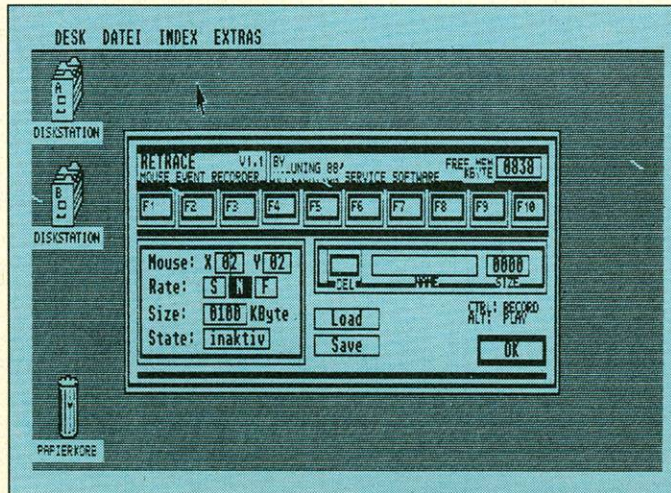 DESK DATEI INDEX EXTRAS
A
DISKSTATION
B
DISKSTATION
PAPIERKORB
RETRACE V1.1 BY
MOUSE EVENT RECORDER SERVICE SOFTWARE
FREE MEM
KBYTE 0838
F1 F2 F3 F4 F5 F6 F7 F8 F9 F10
Mouse: X 02 Y 02
Rate: S N F
Size: 0100 KByte
State: inaktiv
0000
DEL NAME SIZE
Load
Save
CTRL: RECORD
ALT: PLAY
OK